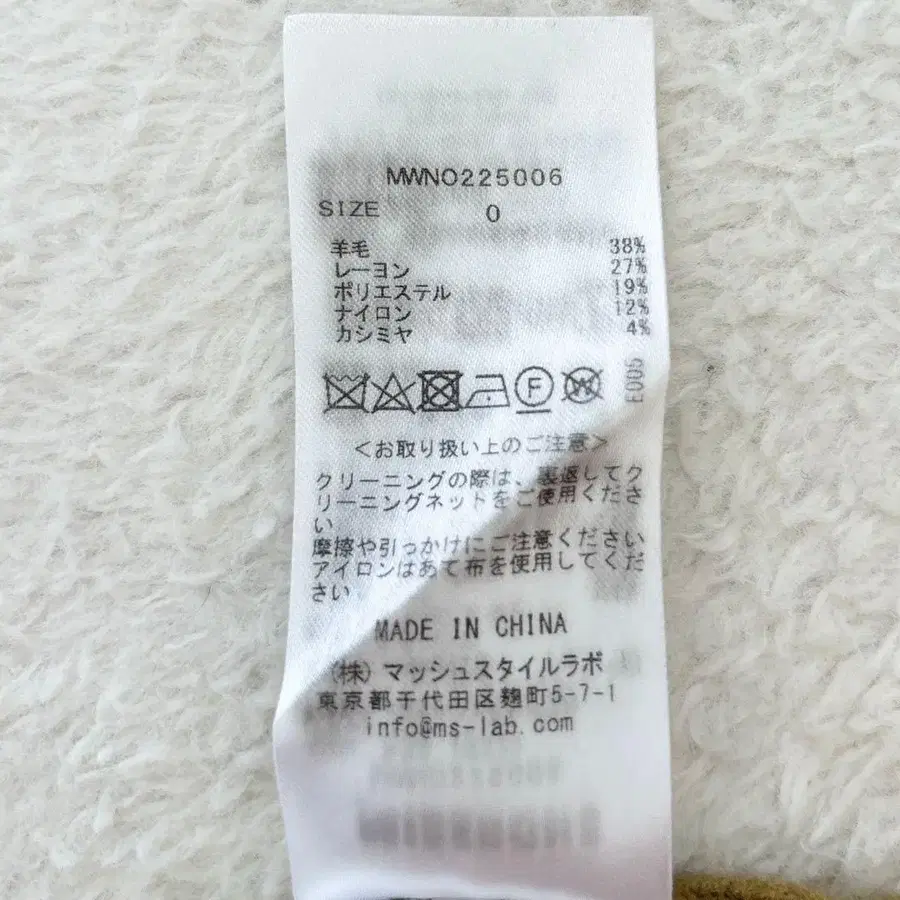 MWNO225006
SIZE 0
羊毛 38%
レーヨン 27%
ポリエステル 19%
ナイロン 12%
カシミヤ 4%
F W
E005
<お取り扱い上のご注意>
クリーニングの際は、裏返してク
リーニングネットをご使用くださ
い
摩擦や引っかけにご注意ください
アイロンはあて布を使用してくだ
さい
MADE IN CHINA
(株)マッシュスタイルラボ
東京都千代田区麹町5-7-1
info@ms-lab.com